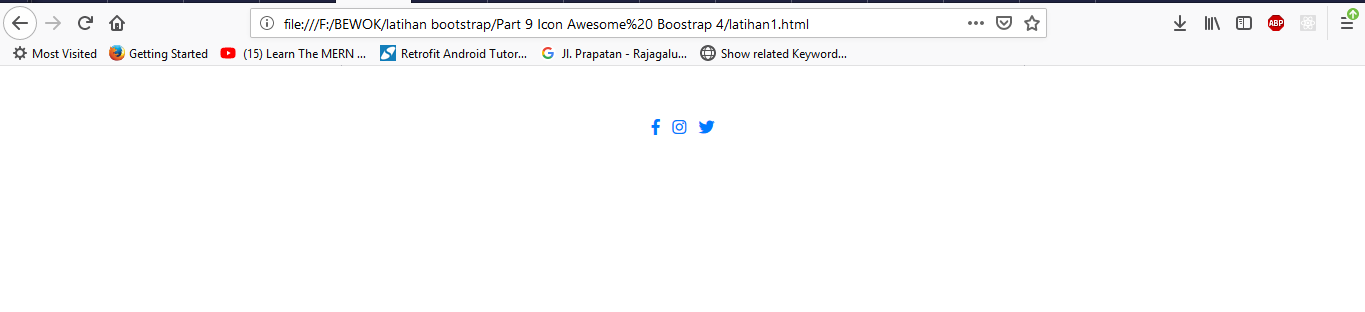 file:///F:/BEWOK/latihan bootstrap/Part 9 Icon Awesome%20 Boostrap 4/latihan1.html
ABP
Most Visited Getting Started (15) Learn The MERN ... Retrofit Android Tutor... Jl. Prapatan - Rajagalu... Show related Keyword...